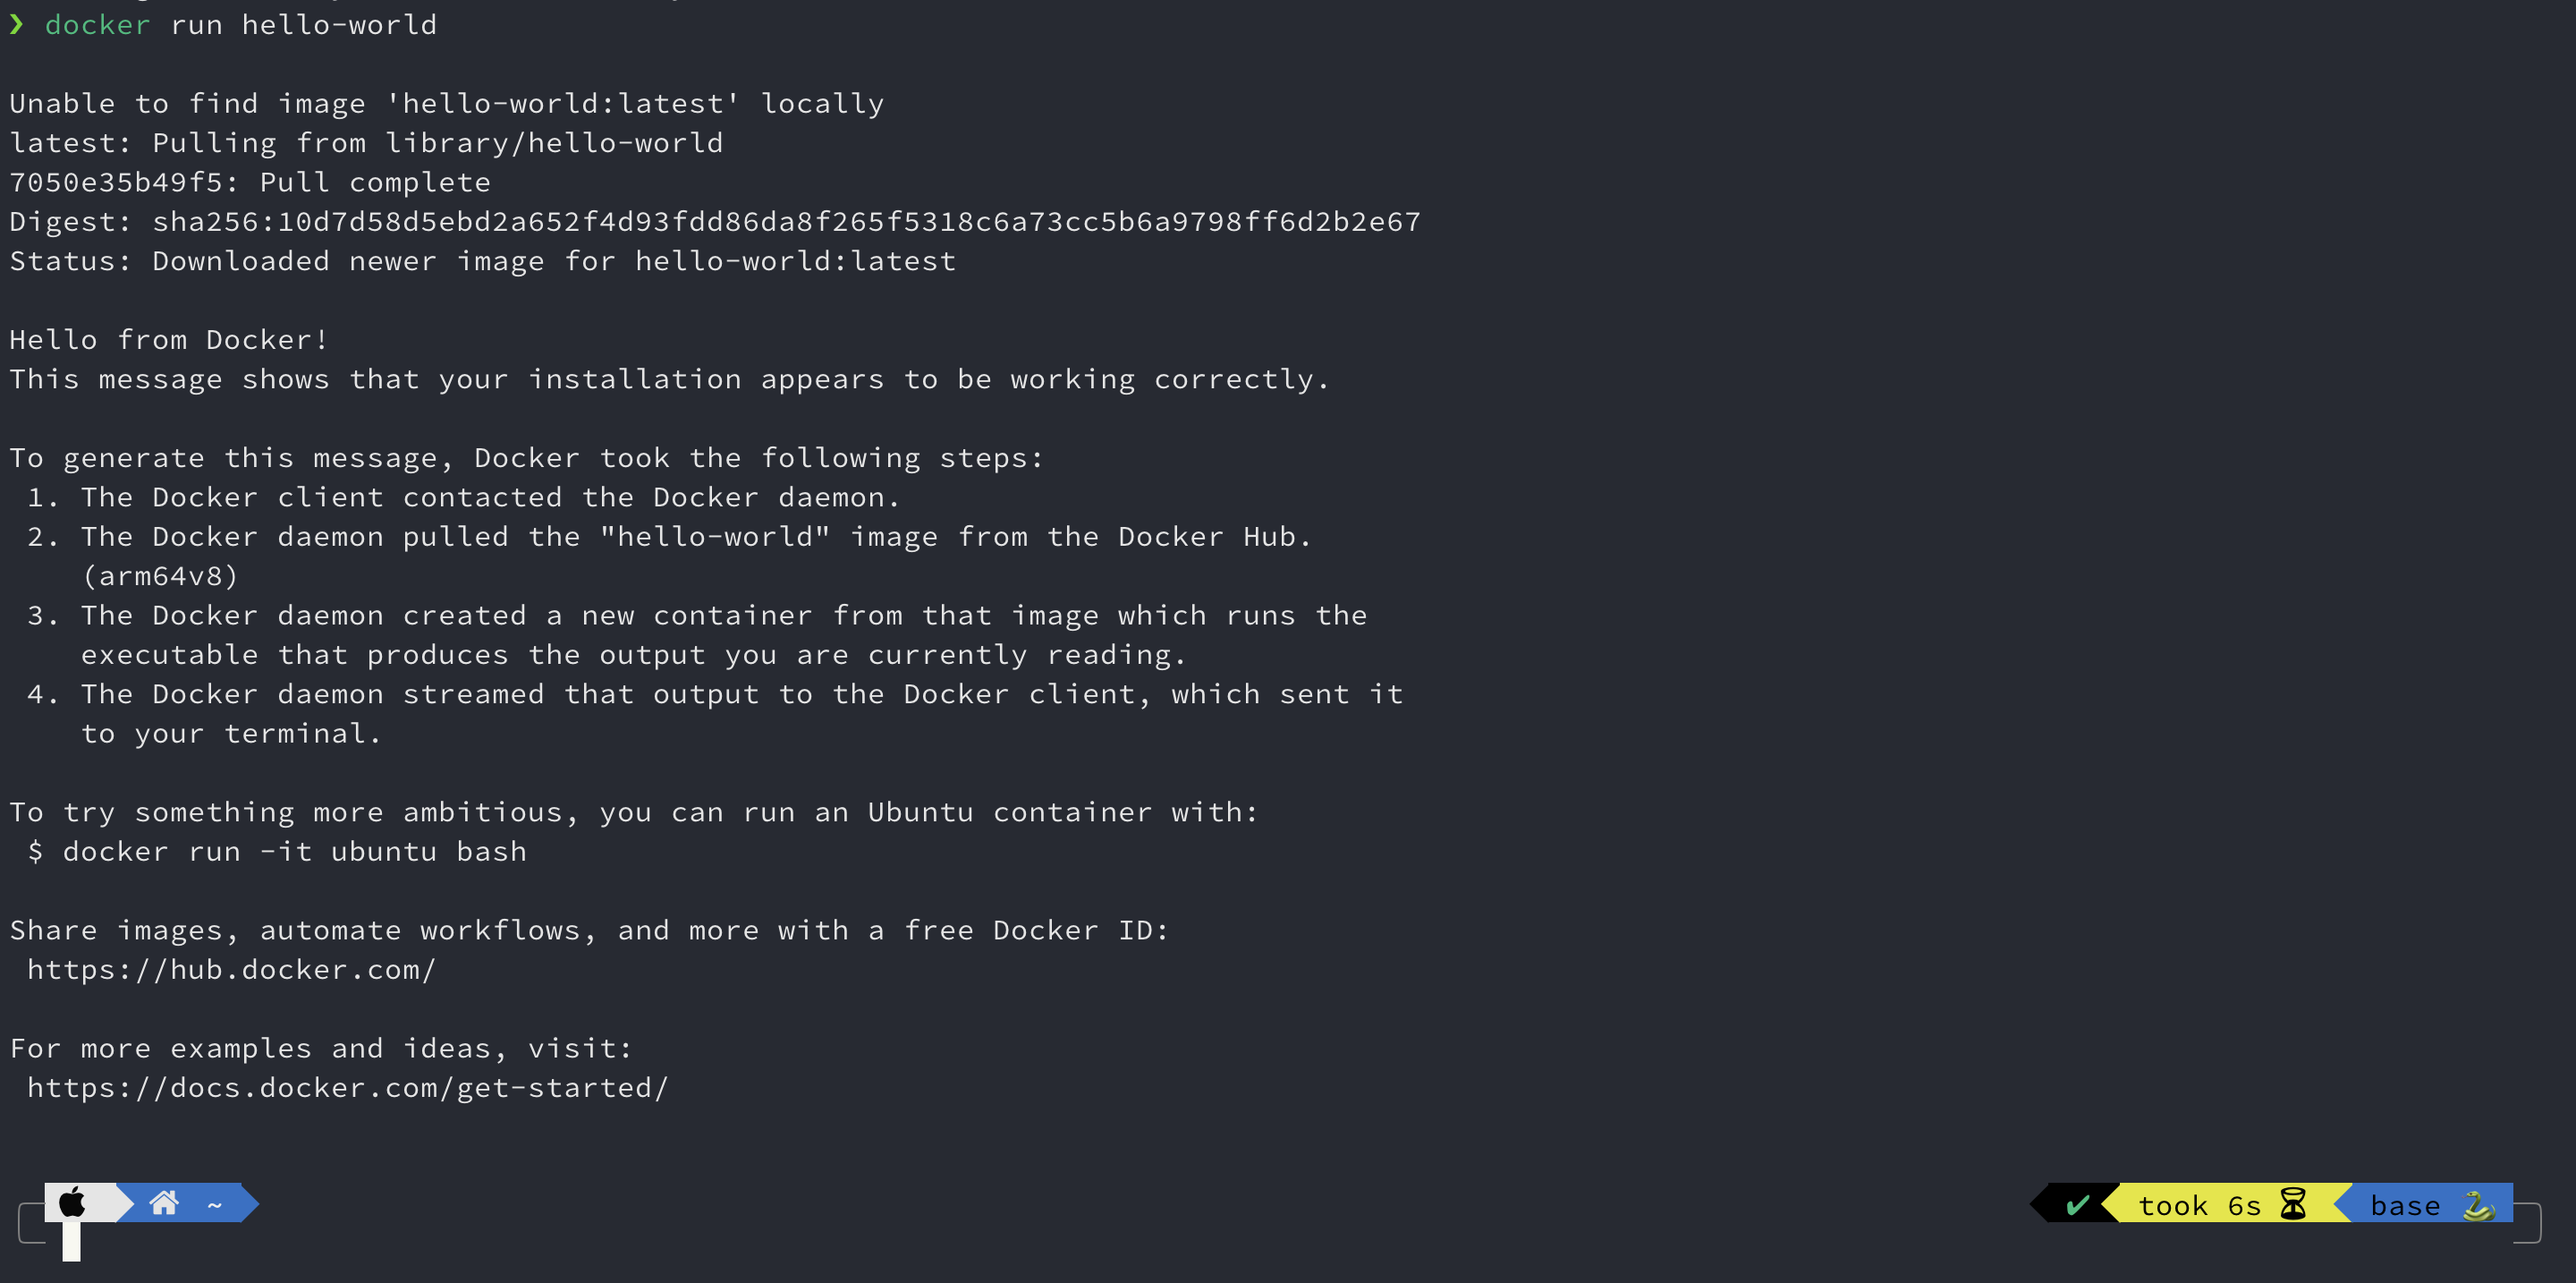 ❯ docker run hello-world
Unable to find image 'hello-world:latest' locally
latest: Pulling from library/hello-world
7050e35b49f5: Pull complete
Digest: sha256:10d7d58d5ebd2a652f4d93fdd86da8f265f5318c6a73cc5b6a9798ff6d2b2e67
Status: Downloaded newer image for hello-world:latest
Hello from Docker!
This message shows that your installation appears to be working correctly.
To generate this message, Docker took the following steps:
1. The Docker client contacted the Docker daemon.
2. The Docker daemon pulled the "hello-world" image from the Docker Hub.
(arm64v8)
3. The Docker daemon created a new container from that image which runs the
executable that produces the output you are currently reading.
4. The Docker daemon streamed that output to the Docker client, which sent it
to your terminal.
To try something more ambitious, you can run an Ubuntu container with:
$ docker run -it ubuntu bash
Share images, automate workflows, and more with a free Docker ID:
https://hub.docker.com/
For more examples and ideas, visit:
https://docs.docker.com/get-started/
~ ✔ took 6s base